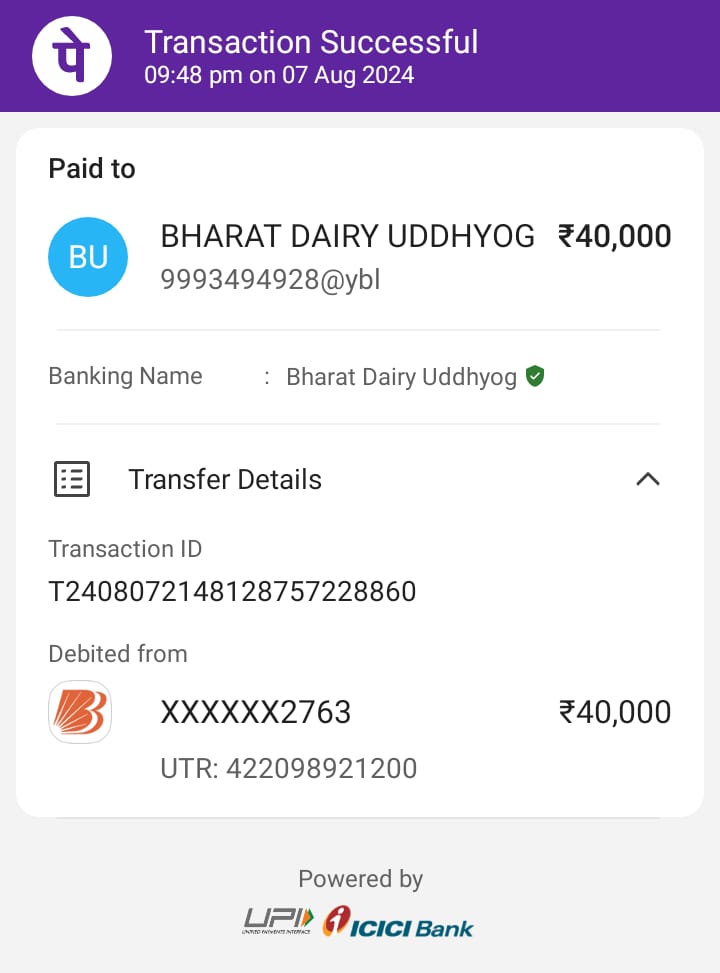 पे
Transaction Successful
09:48 pm on 07 Aug 2024
Paid to
BU
BHARAT DAIRY UDDHYOG ₹40,000
9993494928@ybl
Banking Name : Bharat Dairy Uddhyog
Transfer Details
Transaction ID
T2408072148128757228860
Debited from
XXXXXX2763 ₹40,000
UTR: 422098921200
Powered by
UPI ICICI Bank
UNIFIED PAYMENTS INTERFACE